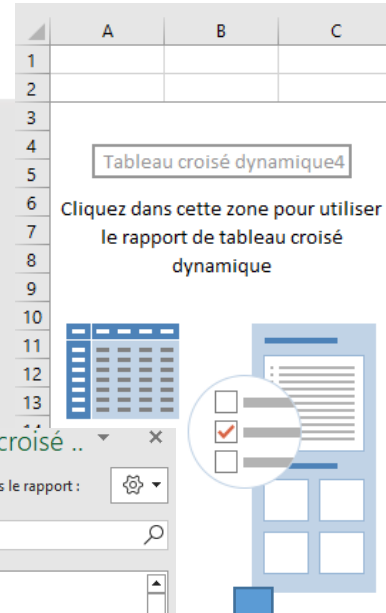 A B C
1
2
3
4
Tableau croisé dynamique4
5
6
Cliquez dans cette zone pour utiliser
7
le rapport de tableau croisé
8
dynamique
9
10
11
12
13
croisé ..
le rapport :